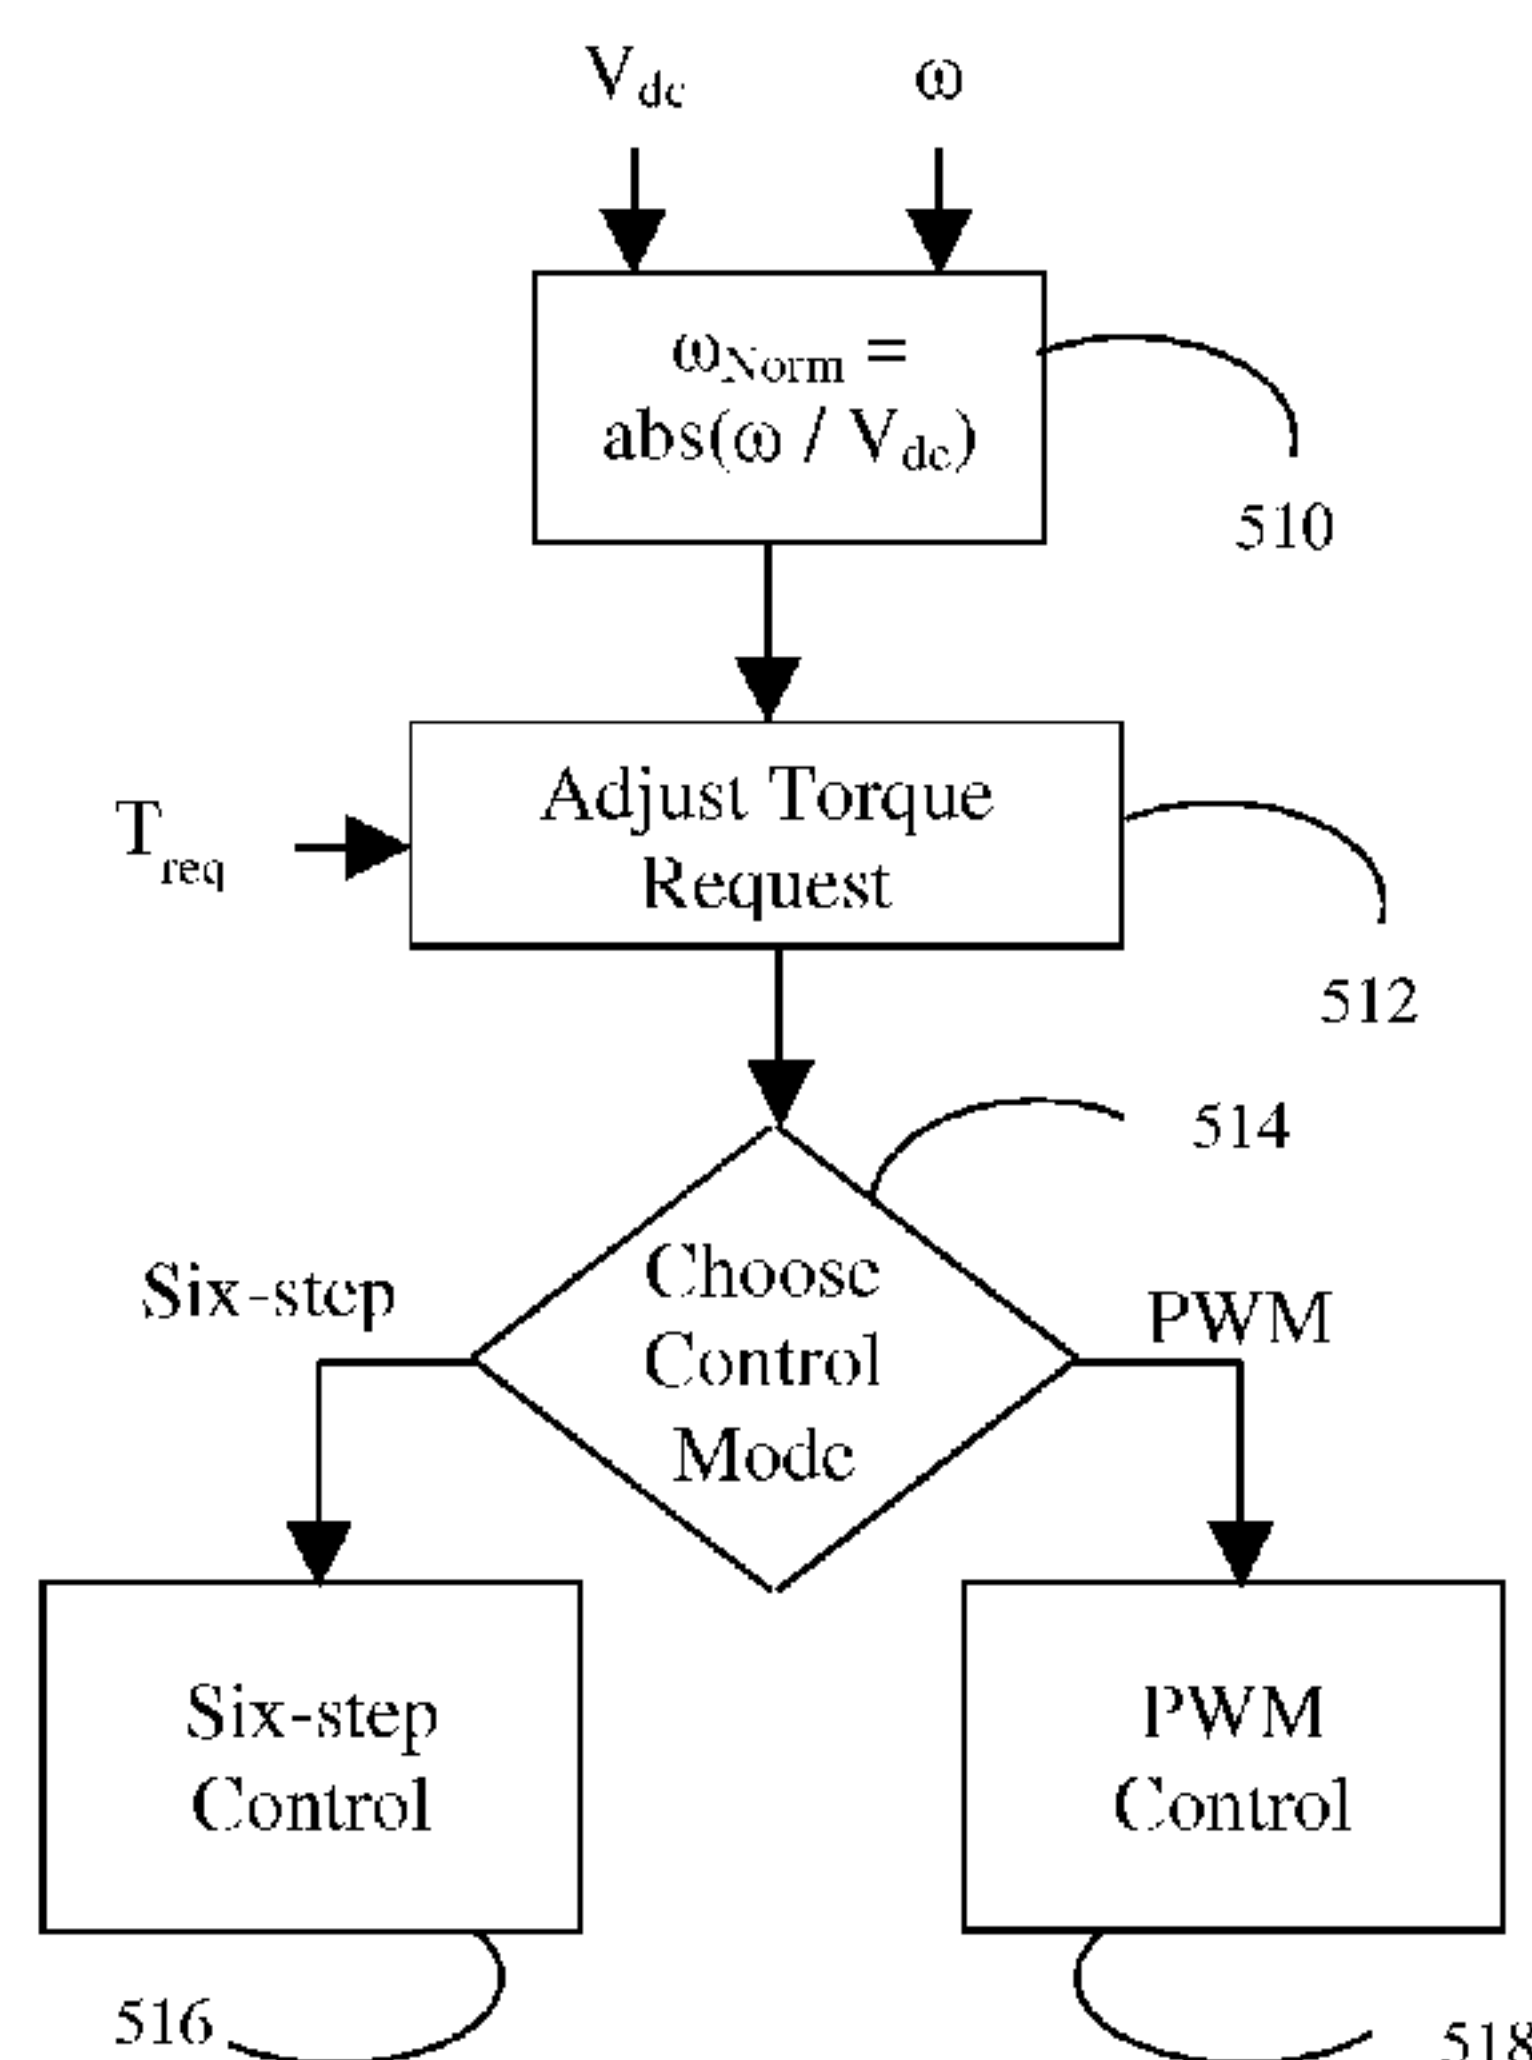 V_dc ω
ω_Norm =
abs(ω / V_dc)
510
Adjust Torque
T_req
Request
512
514
Six-step
Choose
PWM
Control
Mode
Six-step
Control
PWM
Control
516
518